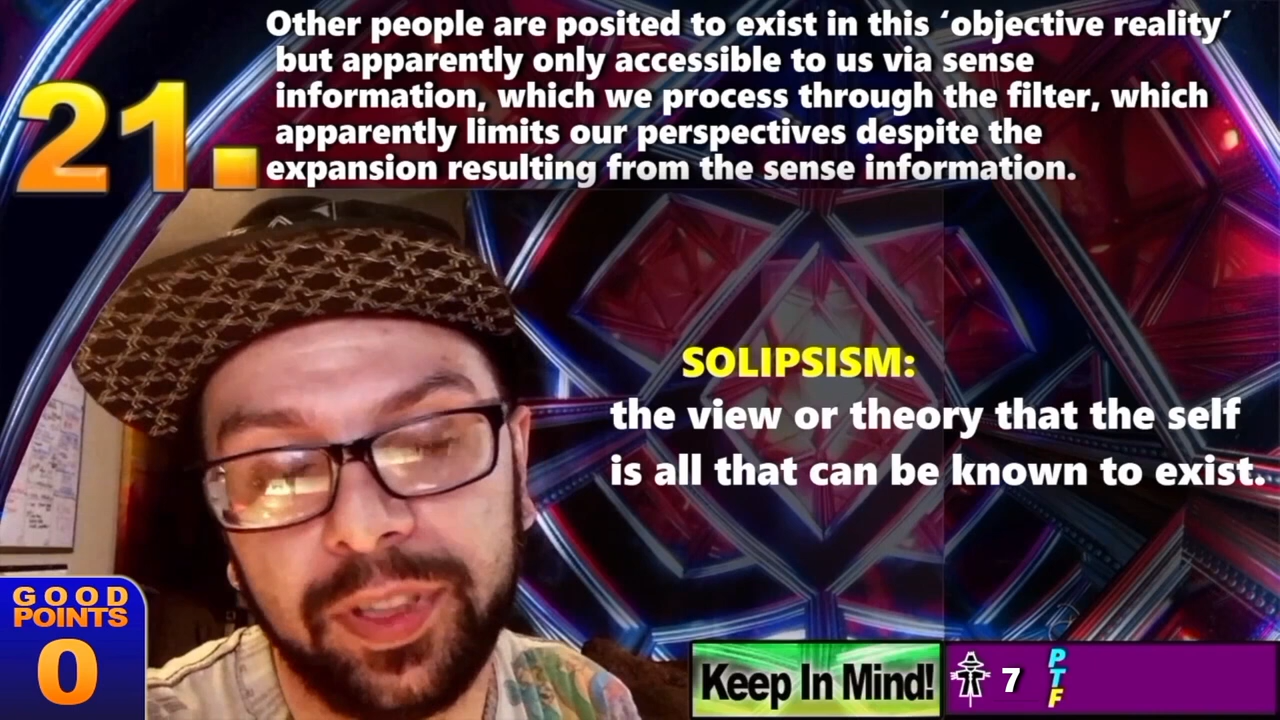 21.
Other people are posited to exist in this ‘objective reality’
but apparently only accessible to us via sense
information, which we process through the filter, which
apparently limits our perspectives despite the
expansion resulting from the sense information.
SOLIPSISM:
the view or theory that the self
is all that can be known to exist.
GOOD
POINTS
0
Keep In Mind!
7
PTF